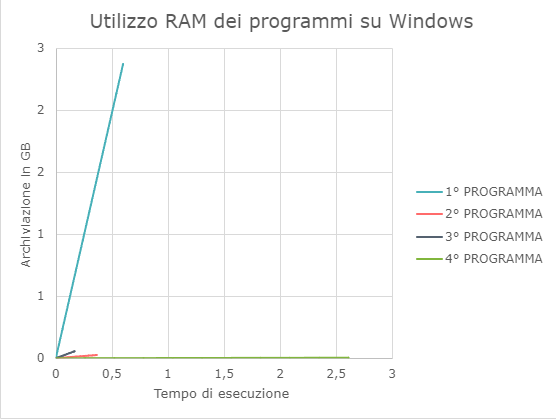 Utilizzo RAM dei programmi su Windows
3
2
2
1
1
0
Archiviazione in GB
0
0,5
1
1,5
2
2,5
3
Tempo di esecuzione
1° PROGRAMMA
2° PROGRAMMA
3° PROGRAMMA
4° PROGRAMMA